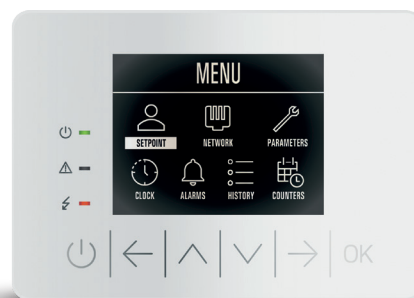 MENU
SETPOINT NETWORK PARAMETERS
CLOCK ALARMS HISTORY COUNTERS
OK